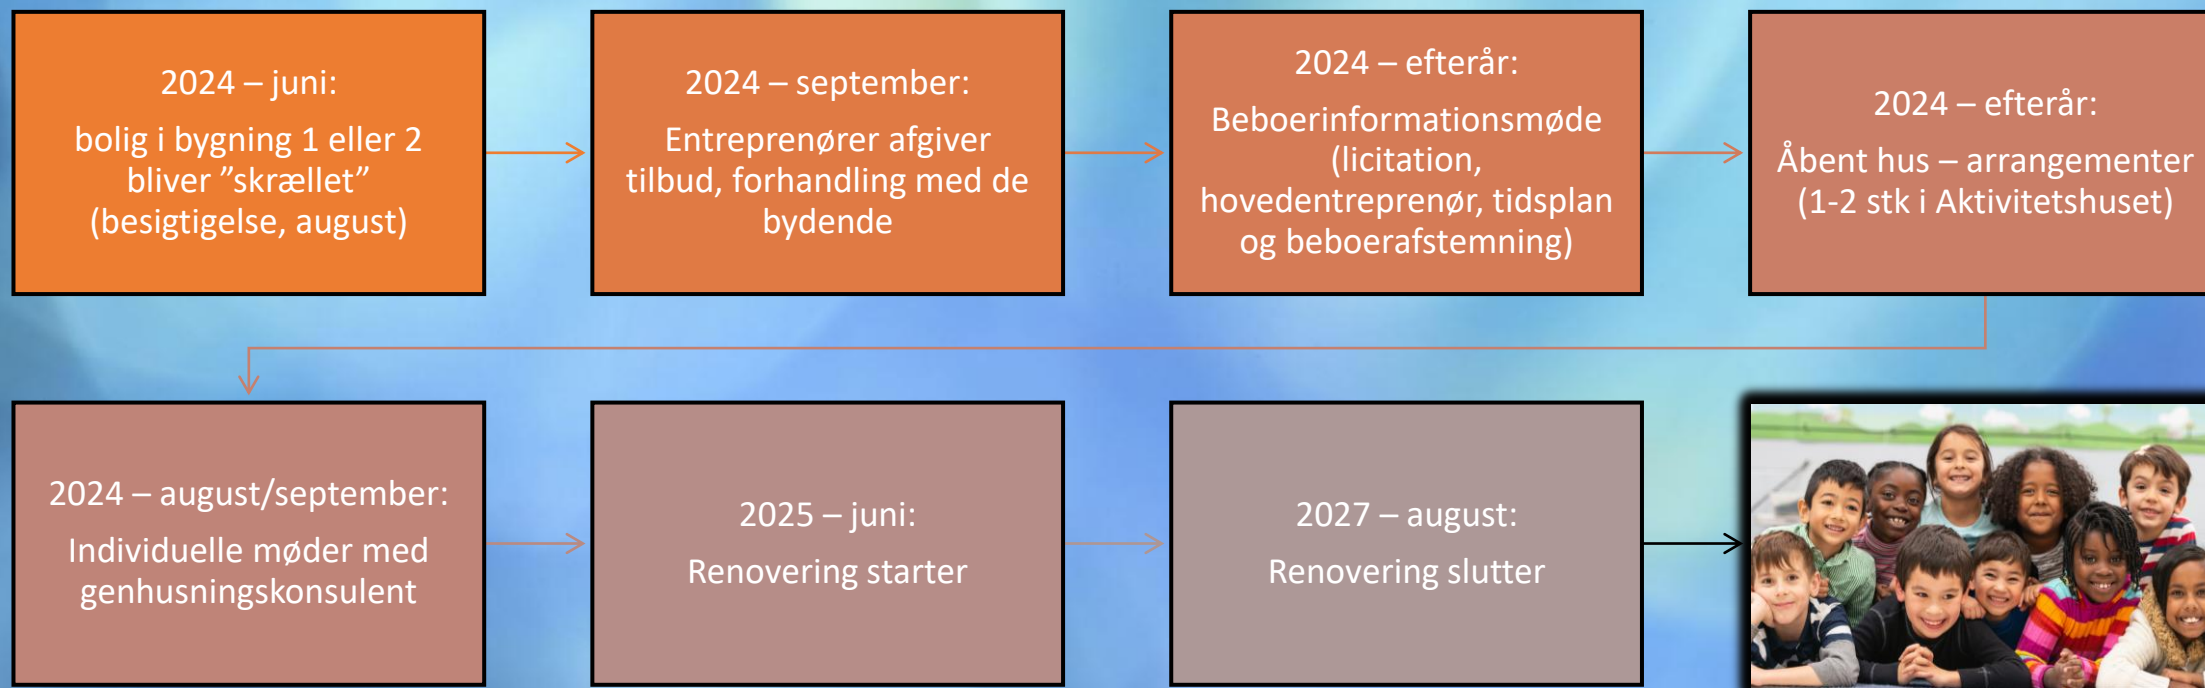 2024 – juni:
bolig i bygning 1 eller 2
bliver ”skrællet”
(besigtigelse, august)
2024 – september:
Entreprenører afgiver
tilbud, forhandling med de
bydende
2024 – efterår:
Beboerinformationsmøde
(licitation,
hovedentreprenør, tidsplan
og beboerafstemning)
2024 – efterår:
Åbent hus – arrangementer
(1-2 stk i Aktivitetshuset)
2024 – august/september:
Individuelle møder med
genhusningskonsulent
2025 – juni:
Renovering starter
2027 – august:
Renovering slutter